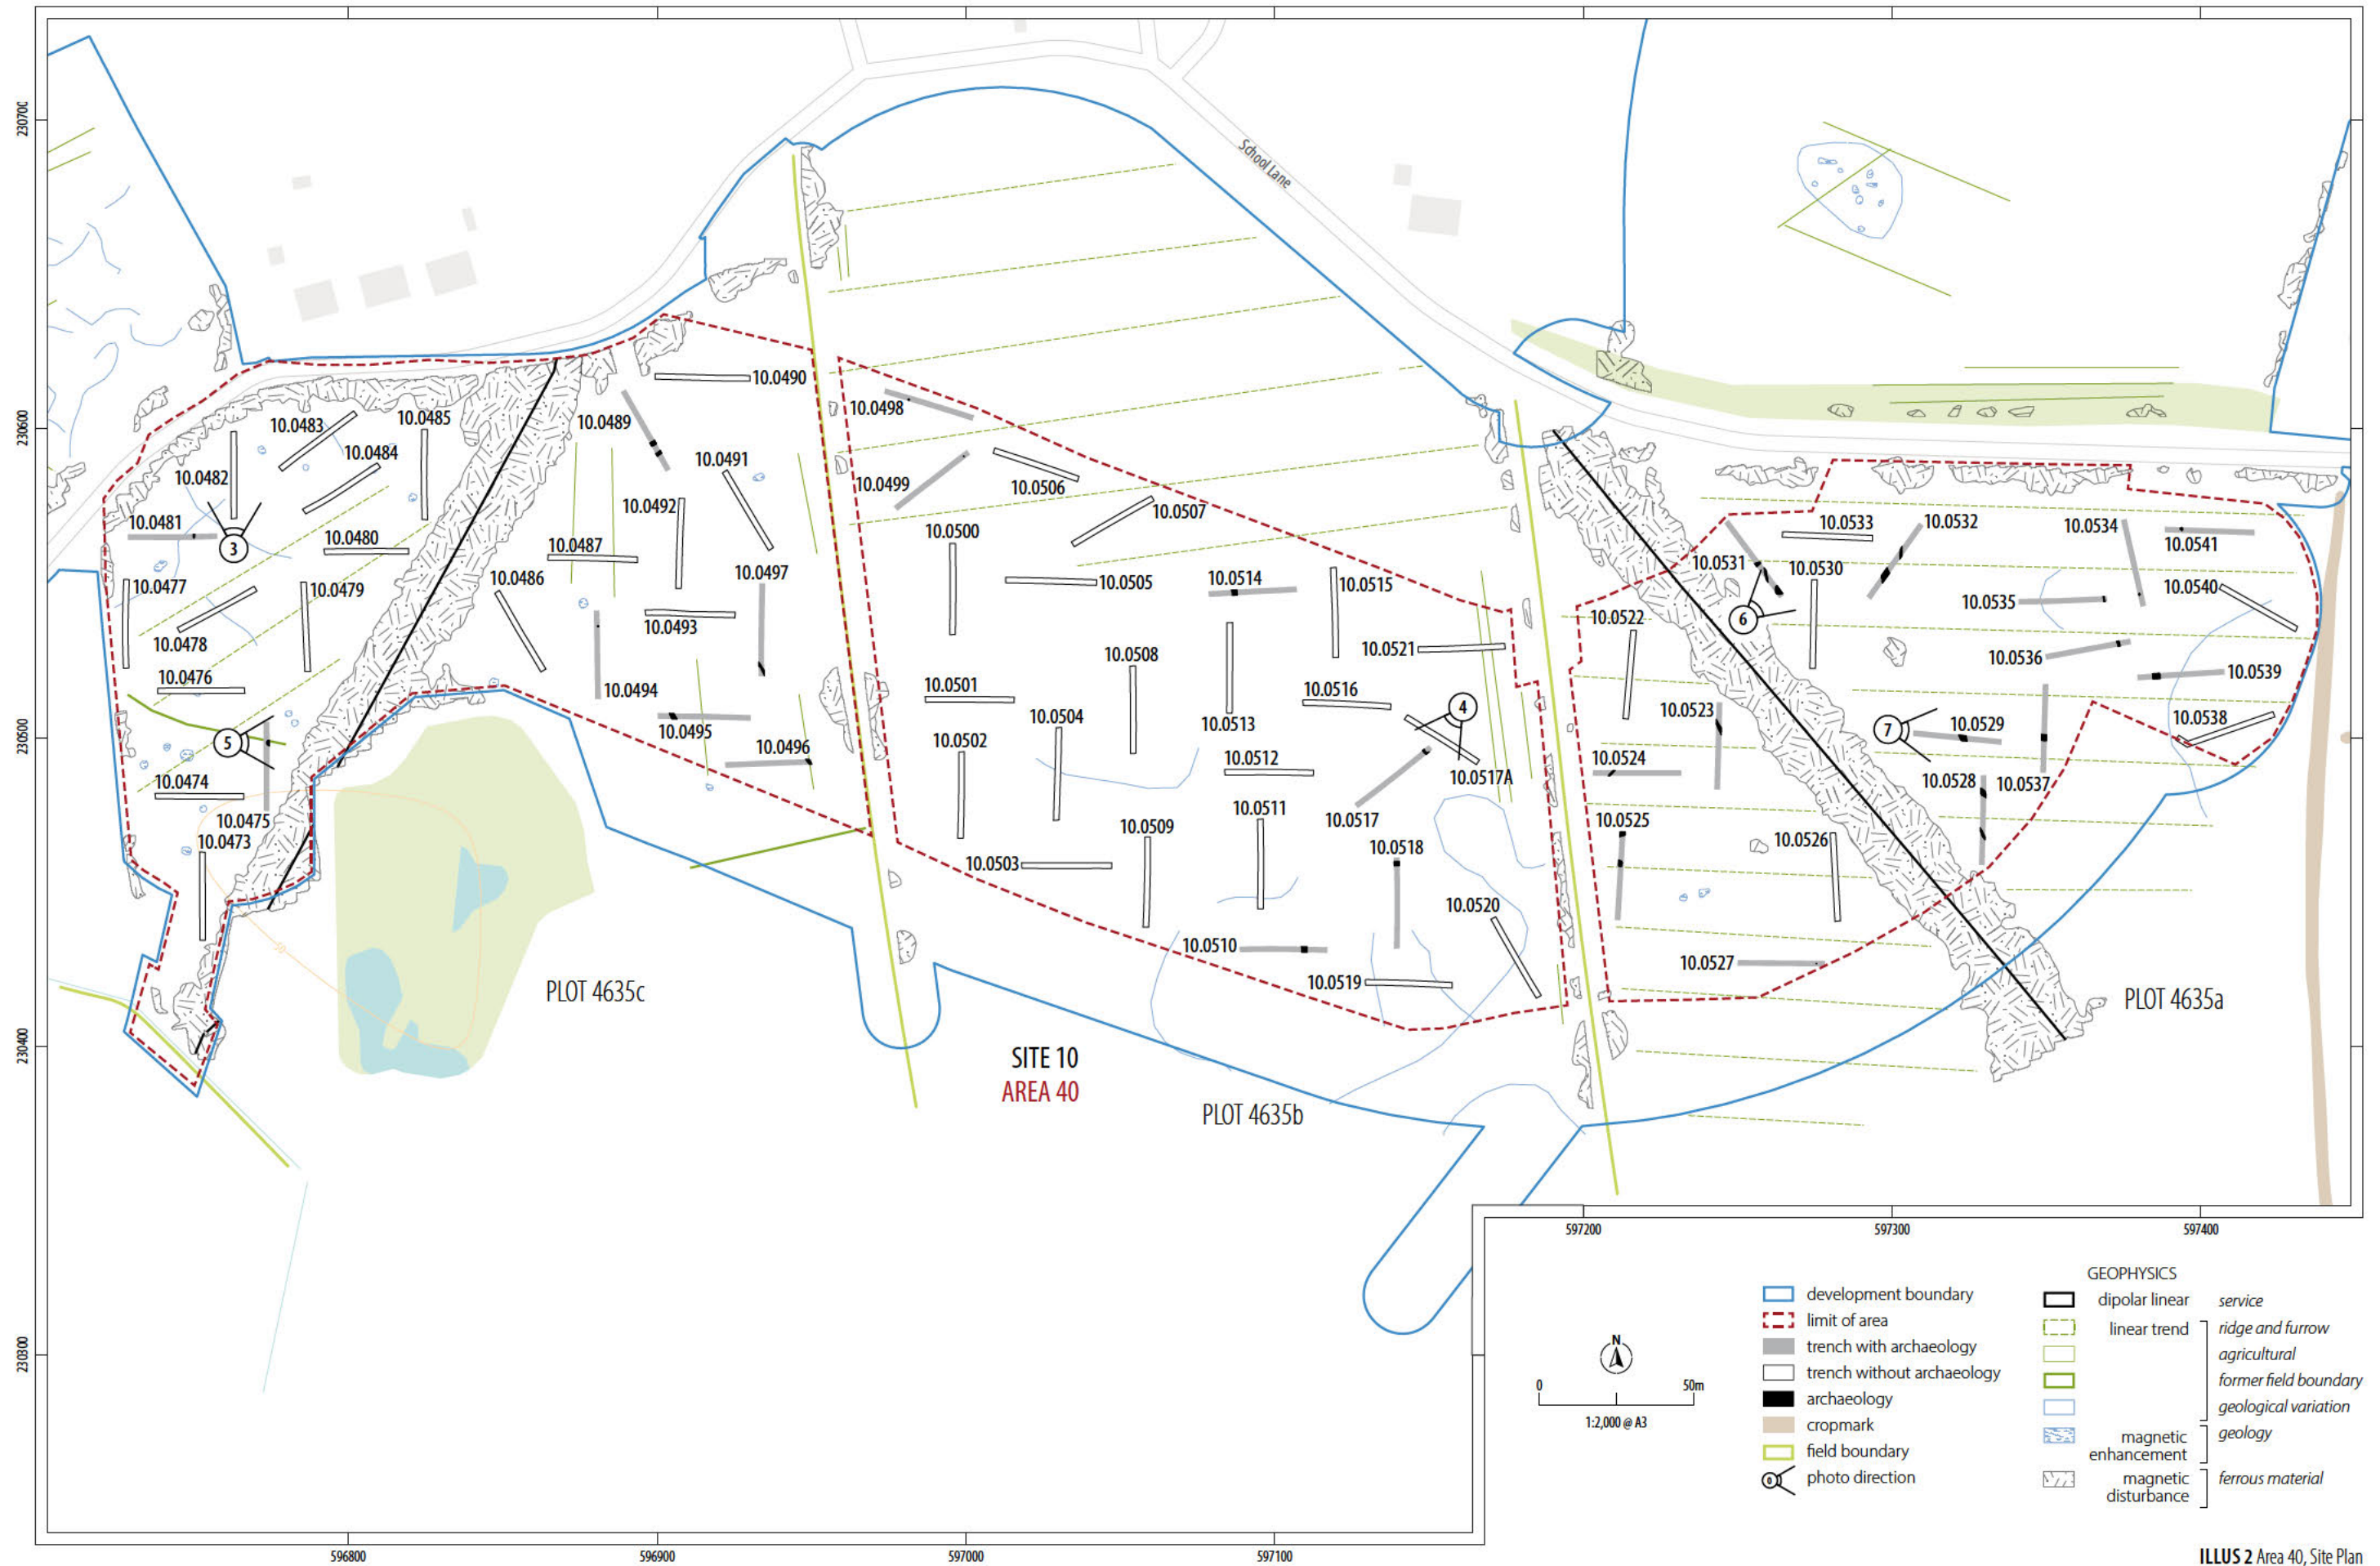 230700
230600
230500
230400
230300
School Lane
10.0490
10.0489
10.0498
10.0483
10.0485
10.0484
10.0482
10.0491
10.0499
10.0506
10.0492
10.0507
10.0481
3
10.0480
10.0487
10.0500
10.0533
10.0532
10.0534
10.0541
10.0477
10.0479
10.0486
10.0497
10.0505
10.0514
10.0515
10.0531
10.0530
10.0535
10.0540
10.0478
10.0493
10.0521
10.0522
6
10.0476
10.0494
10.0508
10.0536
10.0539
10.0501
10.0516
4
10.0523
10.0504
10.0513
10.0495
10.0538
5
10.0502
10.0496
10.0512
10.0517A
10.0524
7
10.0529
10.0474
10.0528
10.0537
10.0475
10.0511
10.0517
10.0525
10.0473
10.0509
10.0518
10.0526
10.0503
10.0520
10.0510
10.0527
50
10.0519
PLOT 4635c
PLOT 4635a
SITE 10
AREA 40
PLOT 4635b
597200
597300
597400
596800
596900
597000
597100
N
0
50m
1:2,000 @ A3
development boundary
limit of area
trench with archaeology
trench without archaeology
archaeology
cropmark
field boundary
0
photo direction
GEOPHYSICS
dipolar linear
service
linear trend
ridge and furrow
agricultural
former field boundary
geological variation
magnetic
enhancement
geology
magnetic
disturbance
ferrous material
ILLUS 2 Area 40, Site Plan